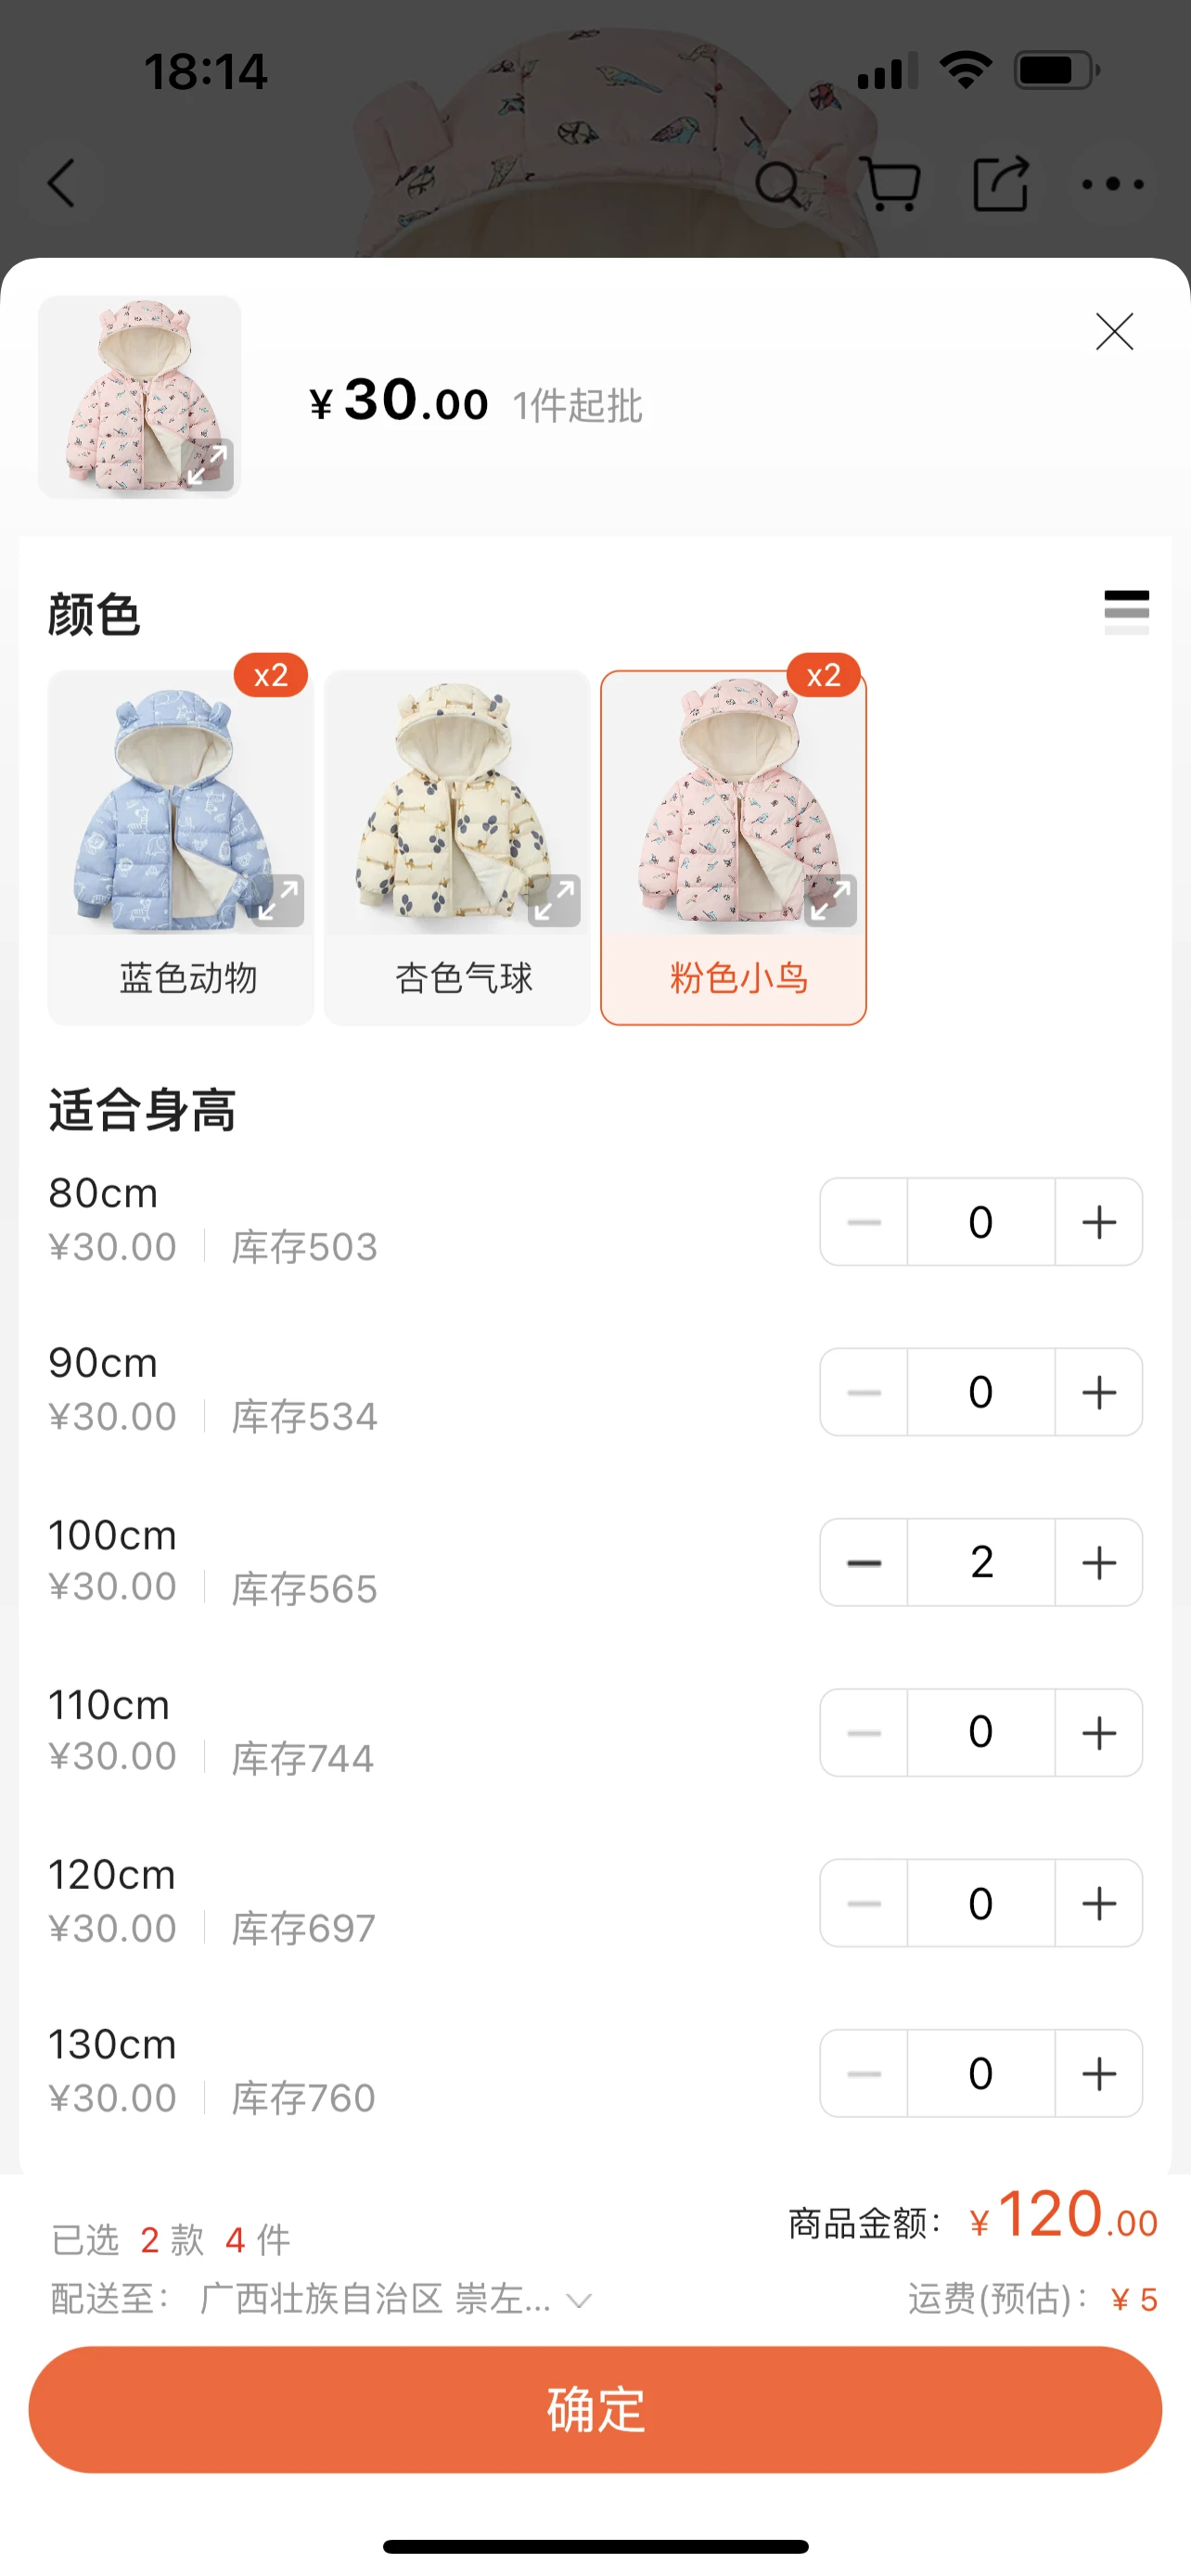 18:14
¥30.00 1件起批
颜色
x2
x2
蓝色动物
杏色气球
粉色小鸟
适合身高
80cm
¥30.00 库存503
0
90cm
¥30.00 库存534
0
100cm
¥30.00 库存565
2
110cm
¥30.00 库存744
0
120cm
¥30.00 库存697
0
130cm
¥30.00 库存760
0
已选 2 款 4 件
商品金额：¥120.00
配送至：广西壮族自治区 崇左...
运费(预估)：¥5
确定